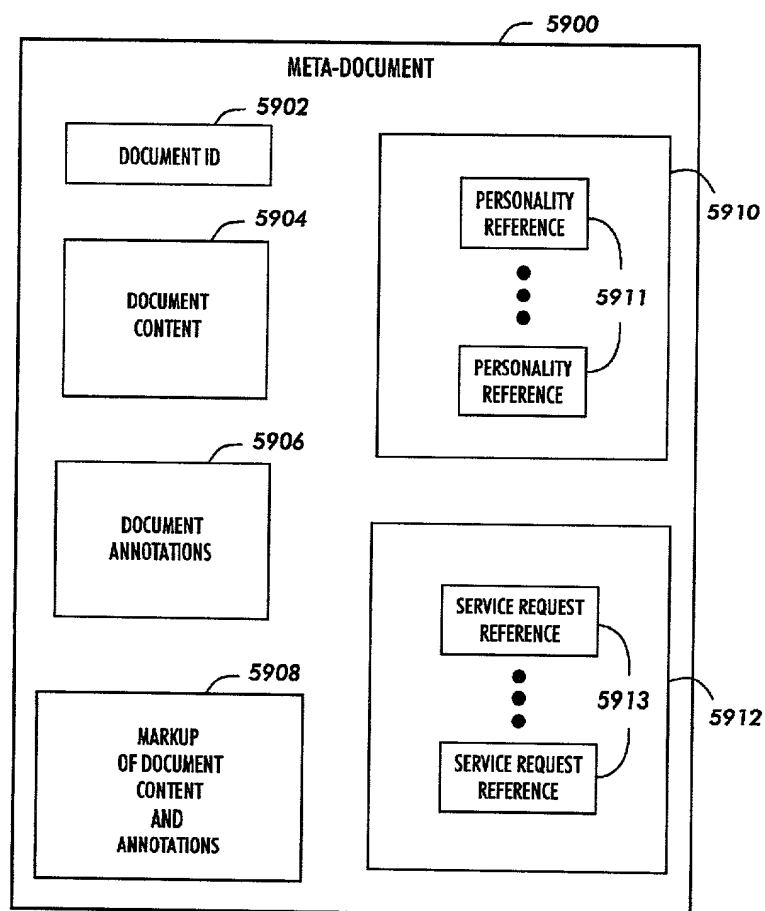 5900
META-DOCUMENT
5902
DOCUMENT ID
5904
DOCUMENT
CONTENT
5906
DOCUMENT
ANNOTATIONS
5908
MARKUP
OF DOCUMENT
CONTENT
AND
ANNOTATIONS
PERSONALITY
REFERENCE
5910
5911
PERSONALITY
REFERENCE
SERVICE REQUEST
REFERENCE
5913
5912
SERVICE REQUEST
REFERENCE